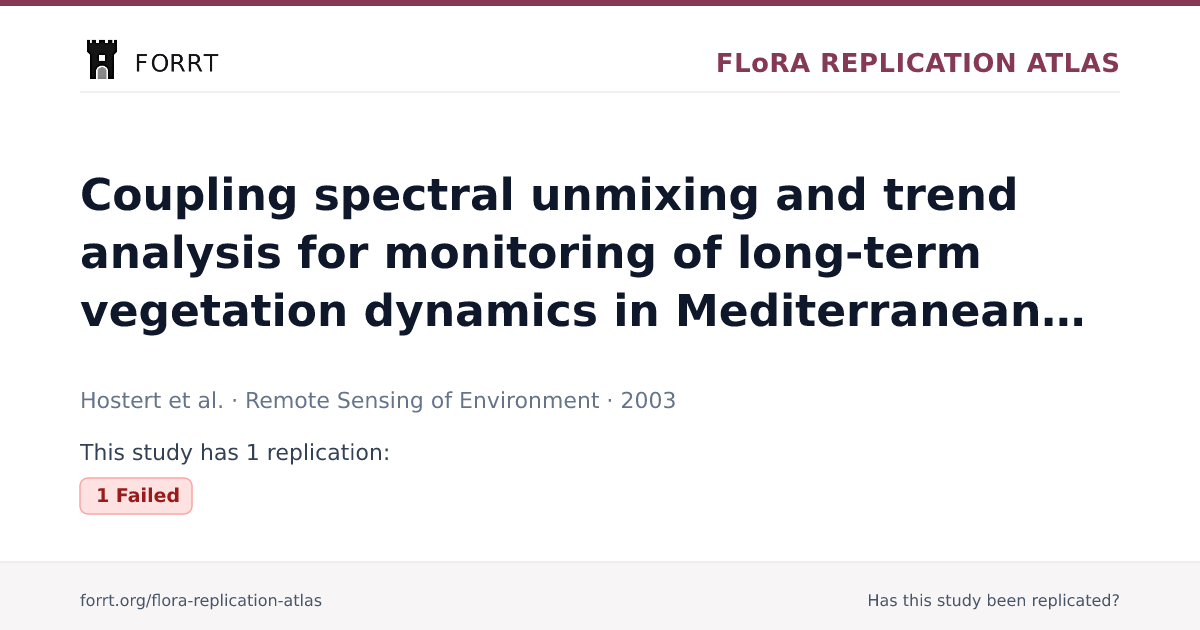 FORRT
FLoRA REPLICATION ATLAS
Coupling spectral unmixing and trend
analysis for monitoring of long-term
vegetation dynamics in Mediterranean…
Hostert et al. · Remote Sensing of Environment · 2003
This study has 1 replication:
1 Failed
forrt.org/flora-replication-atlas
Has this study been replicated?